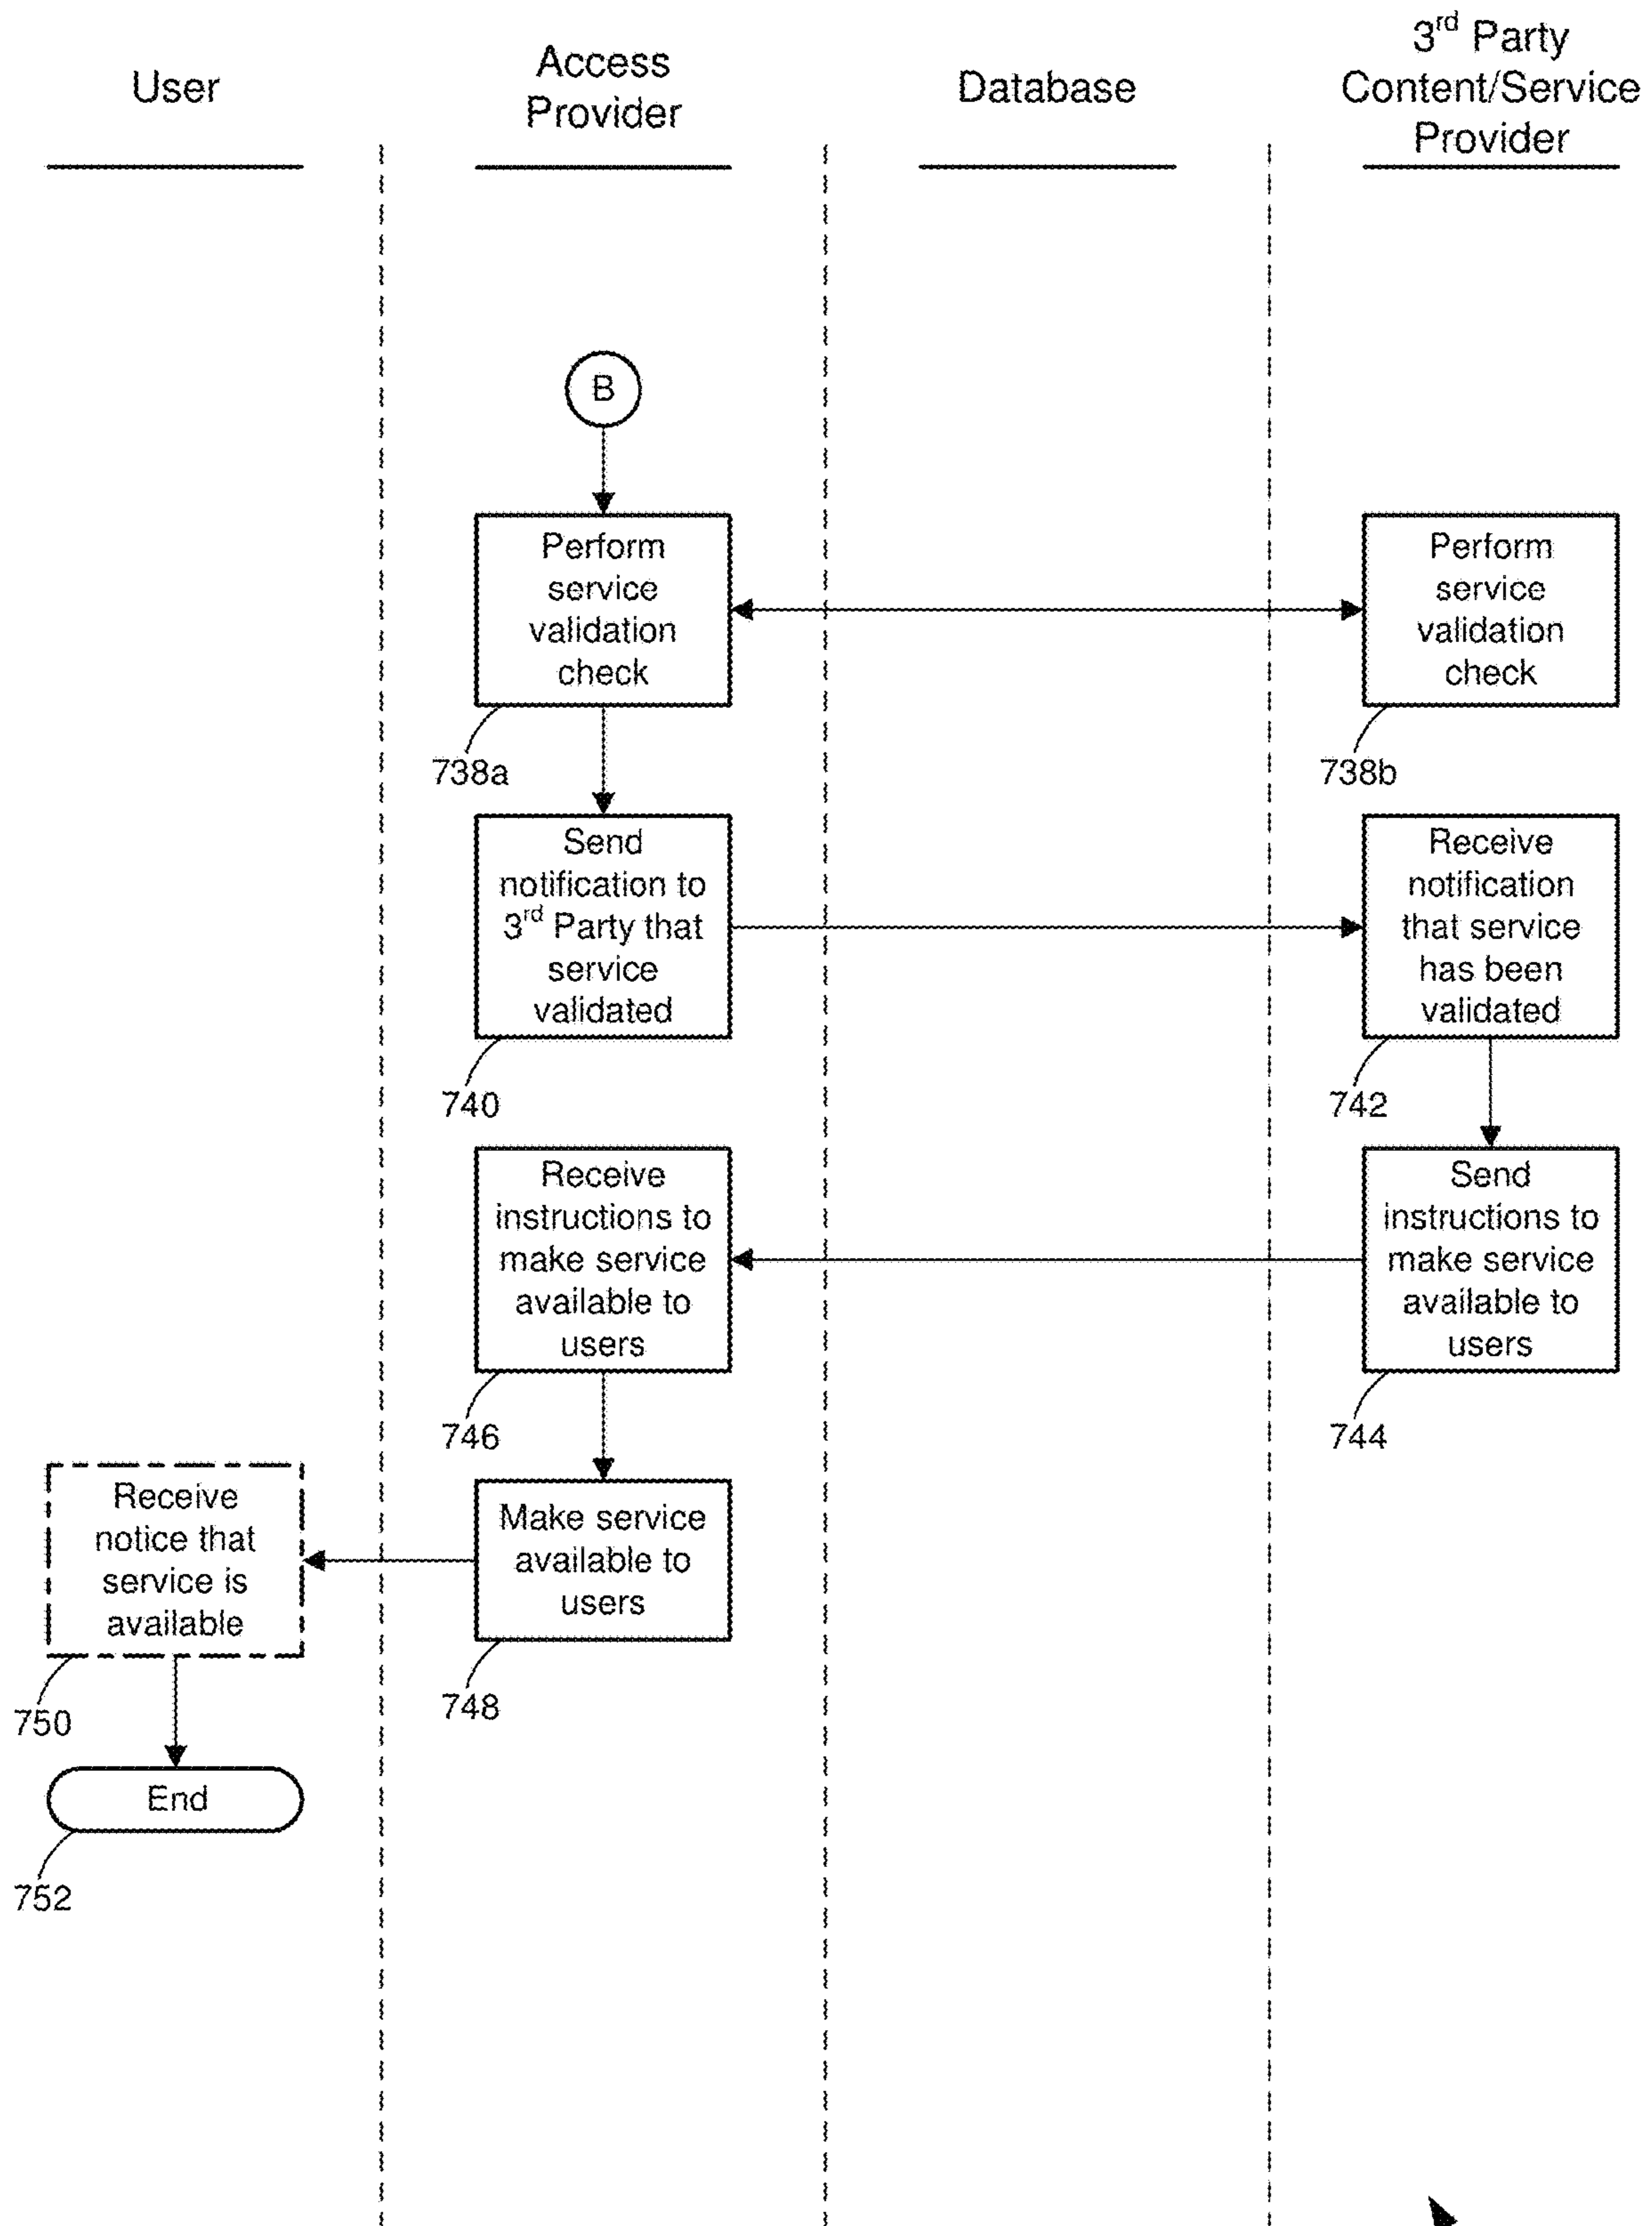 User
Access
Provider
Database
3rd Party
Content/Service
Provider
B
Perform
service
validation
check
738a
Perform
service
validation
check
738b
Send
notification to
3rd Party that
service
validated
740
Receive
notification
that service
has been
validated
742
Receive
instructions to
make service
available to
users
746
Send
instructions to
make service
available to
users
744
Receive
notice that
service is
available
750
Make service
available to
users
748
End
752